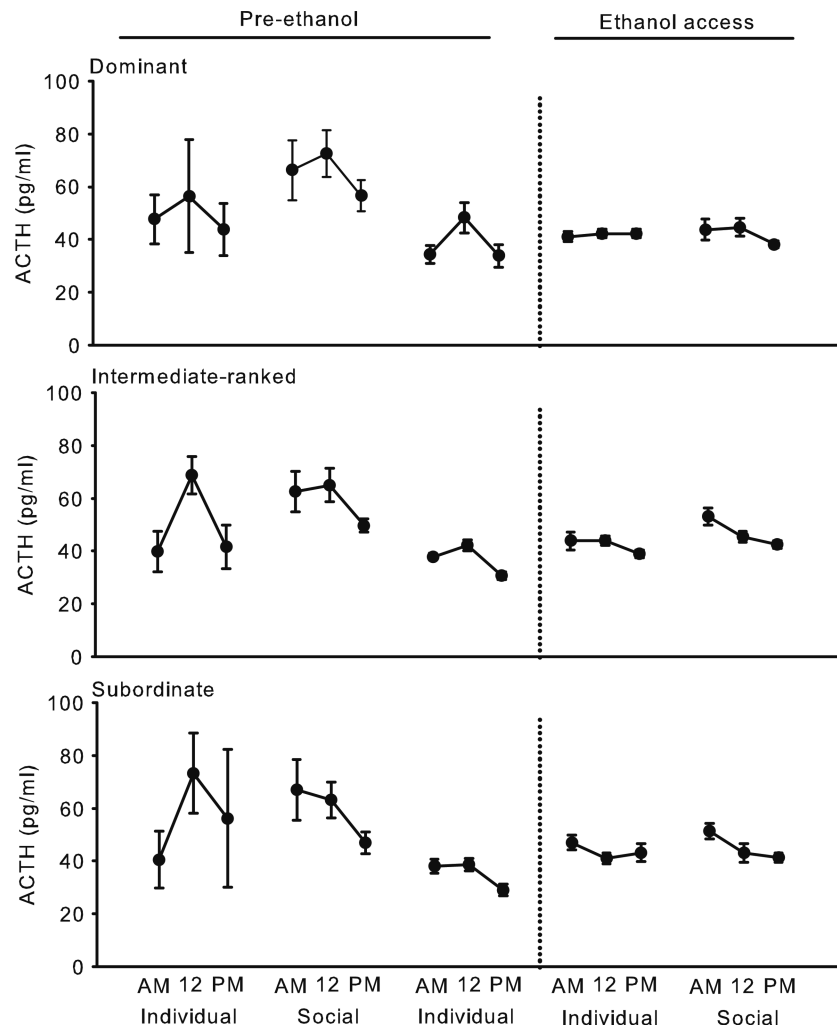 Pre-ethanol Ethanol access
Dominant
100
80
60
40
20
0
ACTH (pg/ml)
Intermediate-ranked
100
80
60
40
20
0
ACTH (pg/ml)
Subordinate
100
80
60
40
20
0
ACTH (pg/ml)
AM 12 PM AM 12 PM AM 12 PM AM 12 PM AM 12 PM
Individual Social Individual Individual Social